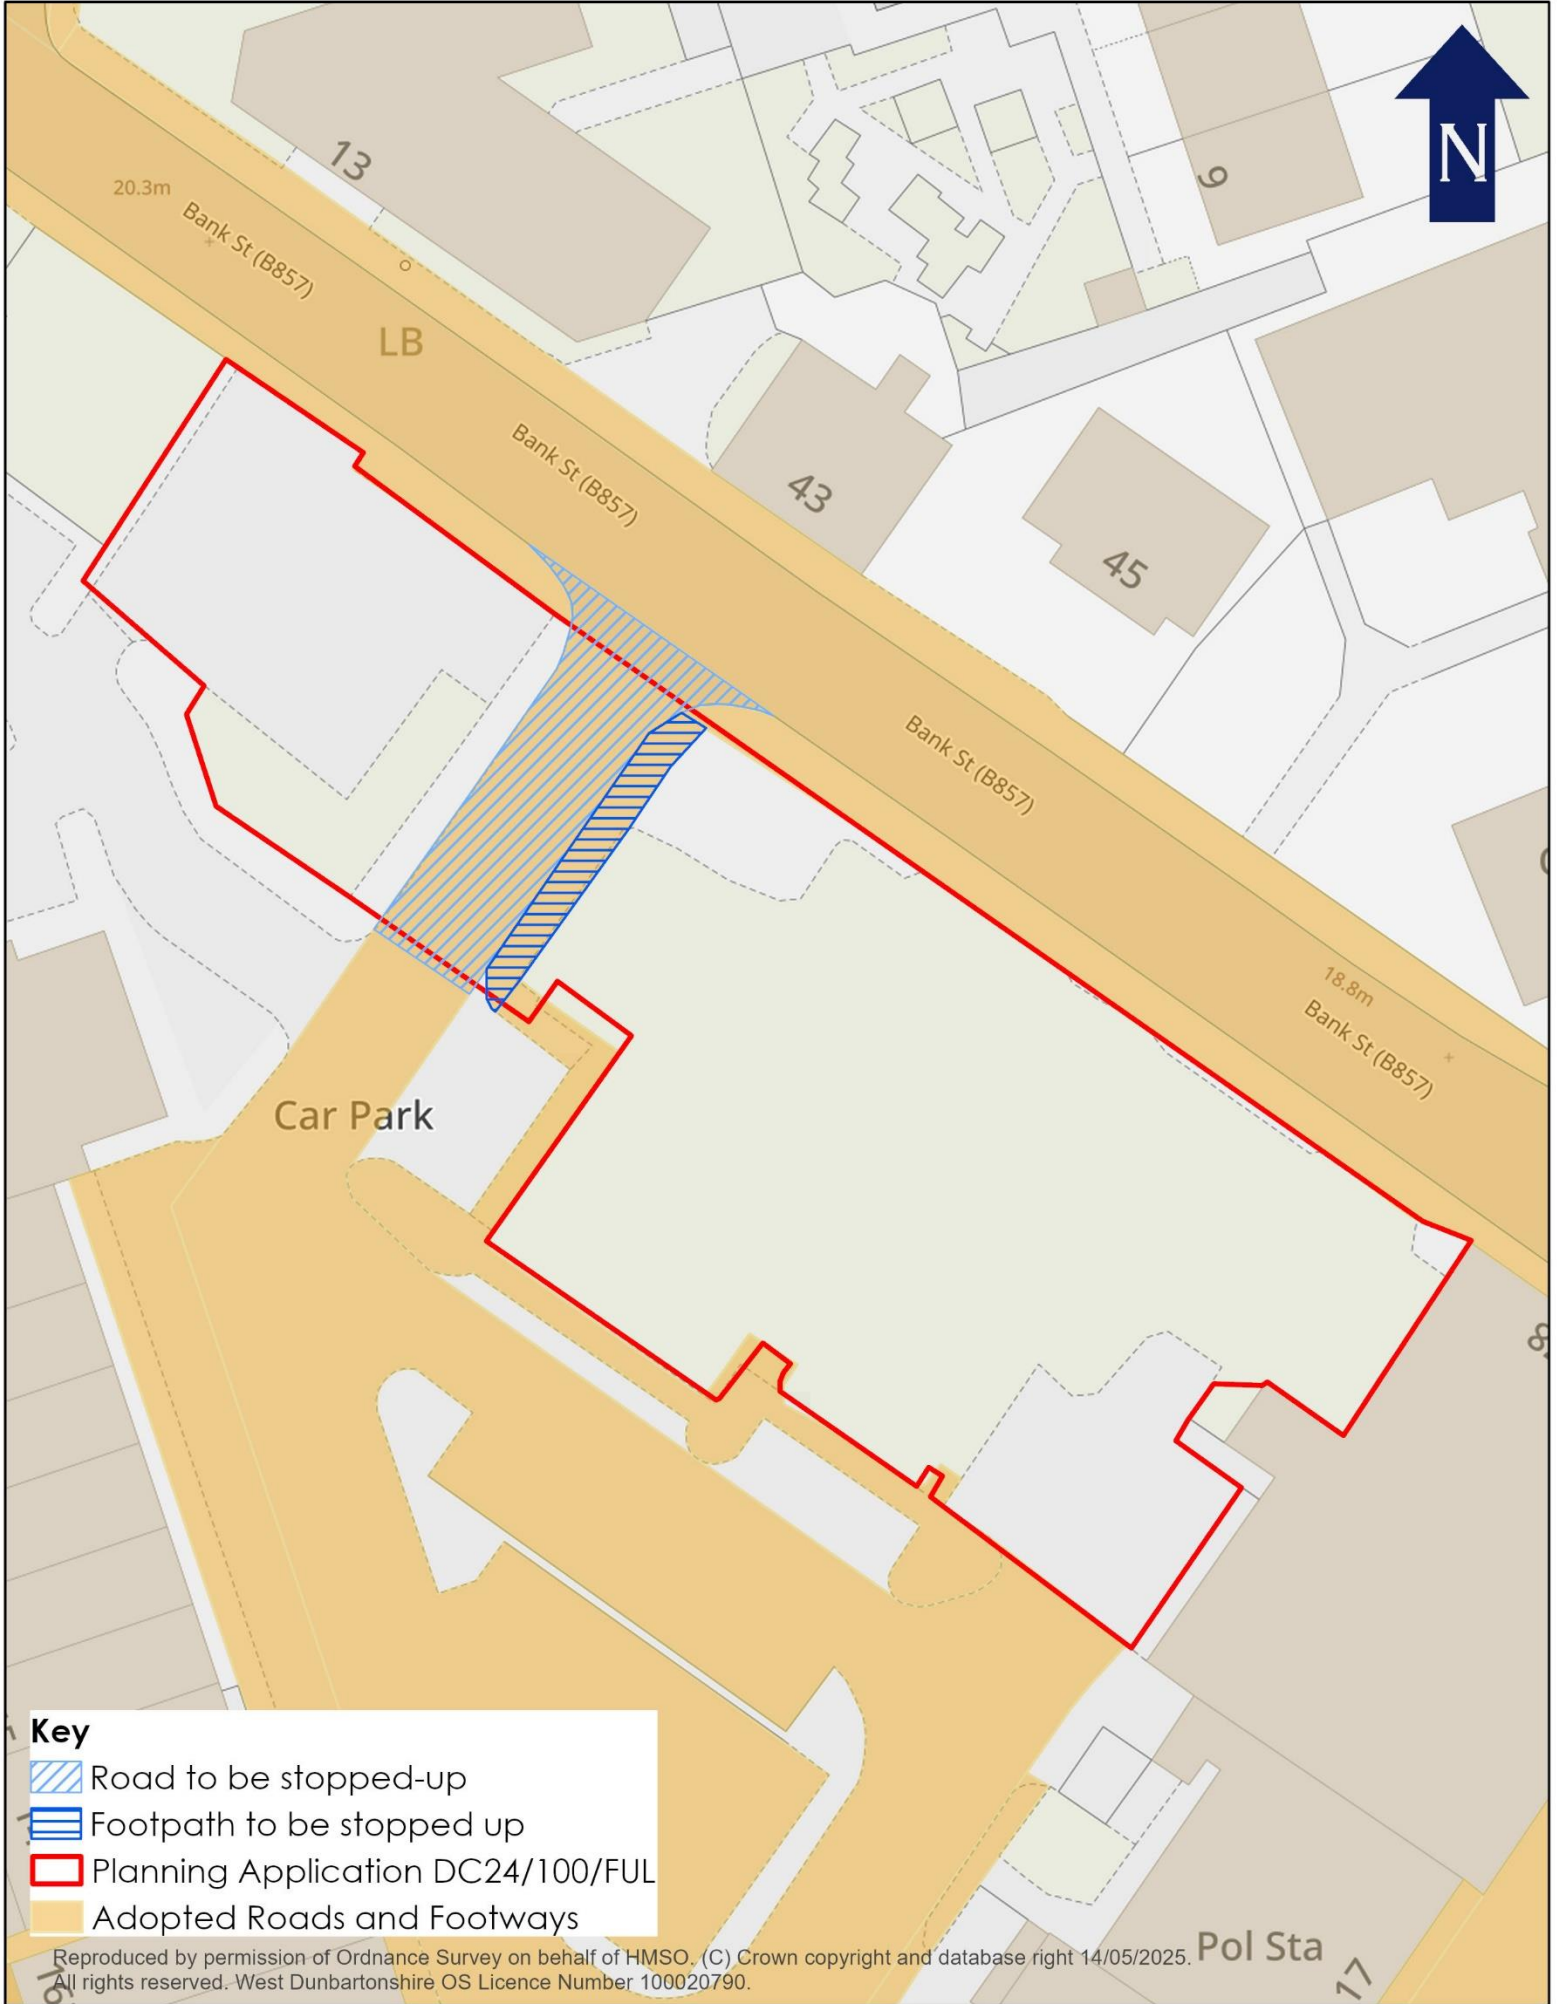 N
13
9
20.3m
Bank St (B857)
LB
Bank St (B857)
43
45
Bank St (B857)
18.8m
Bank St (B857)
Car Park
Key
Road to be stopped-up
Footpath to be stopped up
Planning Application DC24/100/FUL
Adopted Roads and Footways
Pol Sta
17
Reproduced by permission of Ordnance Survey on behalf of HMSO. (C) Crown copyright and database right 14/05/2025.
All rights reserved. West Dunbartonshire OS Licence Number 100020790.